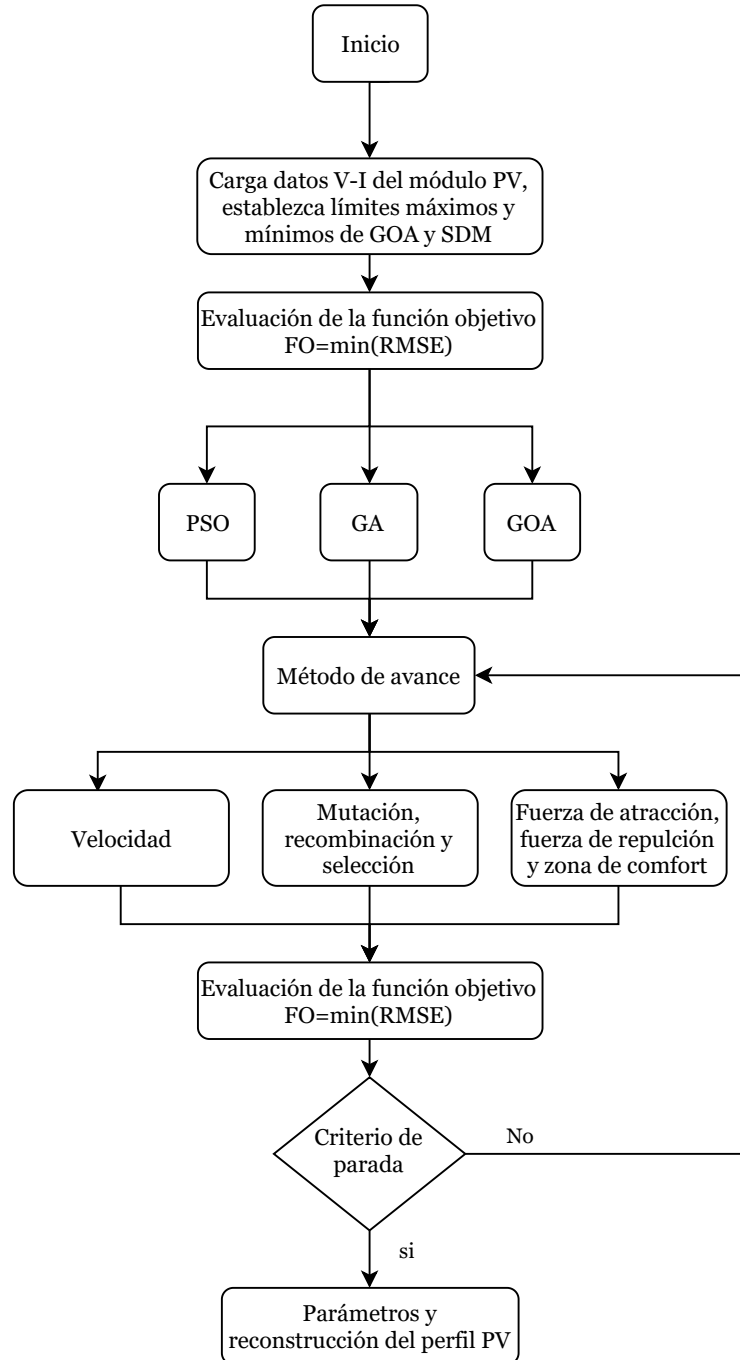 Inicio
Carga datos V-I del módulo PV,
establezca límites máximos y
mínimos de GOA y SDM
Evaluación de la función objetivo
FO=min(RMSE)
PSO
GA
GOA
Método de avance
Velocidad
Mutación,
recombinación y
selección
Fuerza de atracción,
fuerza de repulción
y zona de comfort
Evaluación de la función objetivo
FO=min(RMSE)
Criterio de
parada
No
si
Parámetros y
reconstrucción del perfil PV